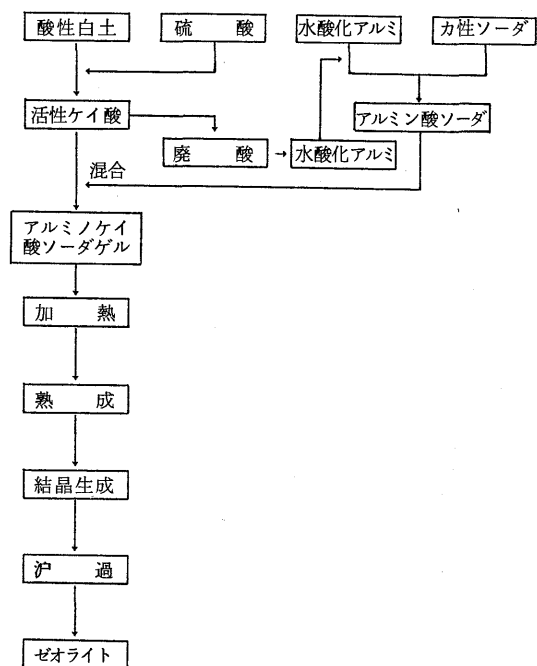 酸性白土
硫酸
水酸化アルミ
カ性ソーダ
活性ケイ酸
アルミン酸ソーダ
廃酸
水酸化アルミ
混合
アルミノケイ
酸ソーダゲル
加熱
熟成
結晶生成
沪過
ゼオライト